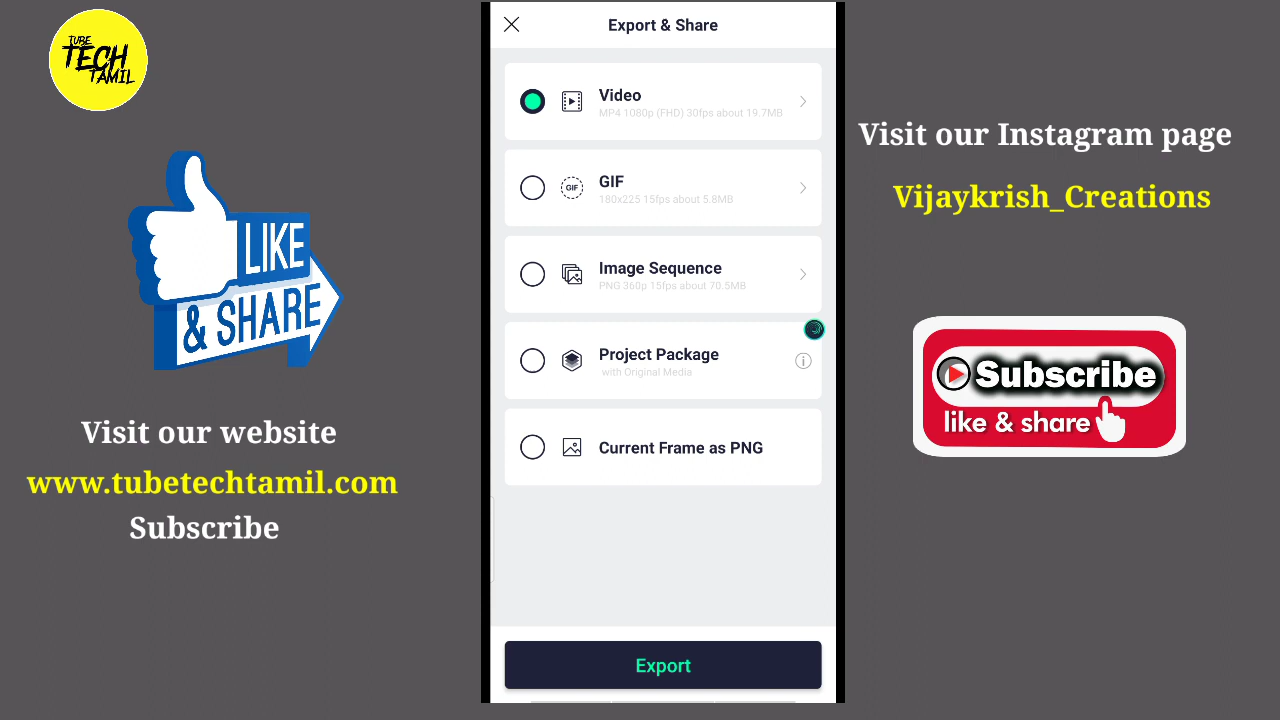 TUBE
TECH
TAMIL
LIKE
& SHARE
Visit our website
www.tubetechtamil.com
Subscribe
Export & Share
Video
MP4 1080p (FHD) 30fps about 19.7MB
GIF
GIF
180x225 15fps about 5.8MB
Image Sequence
PNG 360p 15fps about 70.5MB
Project Package
with Original Media
Current Frame as PNG
Export
Visit our Instagram page
Vijaykrish_Creations
Subscribe
like & share